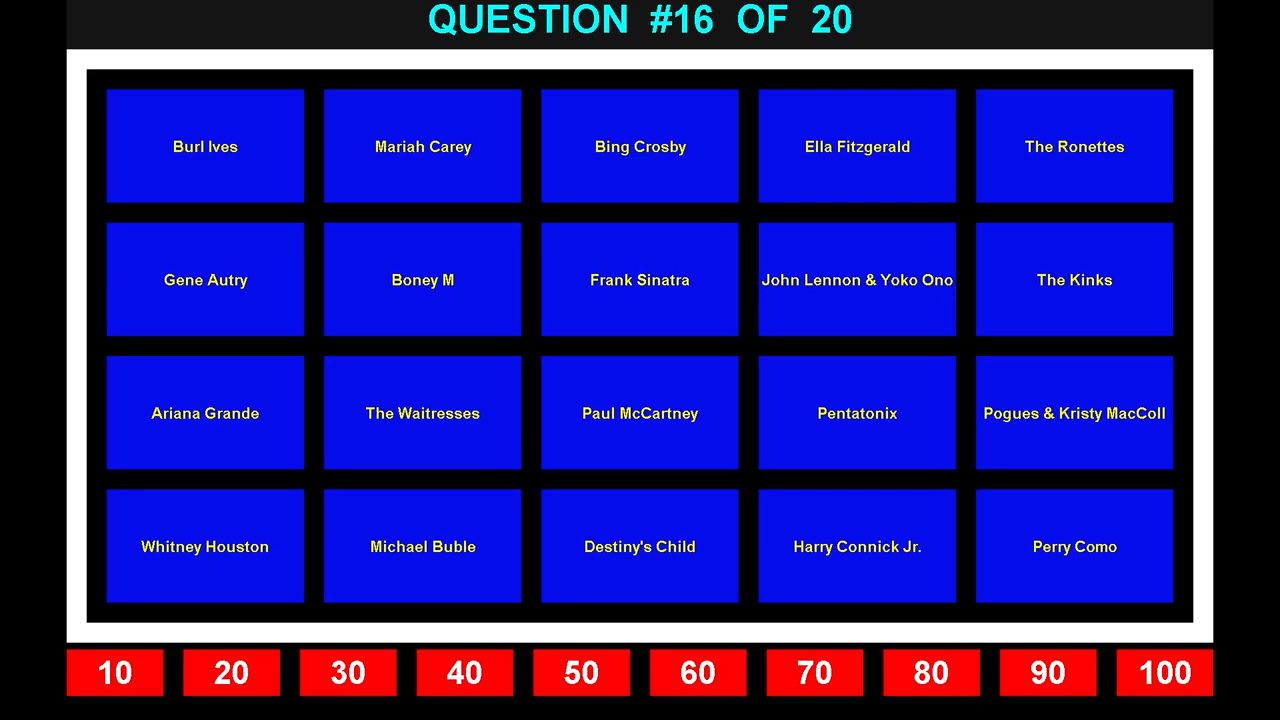 QUESTION #16 OF 20
Burl Ives
Mariah Carey
Bing Crosby
Ella Fitzgerald
The Ronettes
Gene Autry
Boney M
Frank Sinatra
John Lennon & Yoko Ono
The Kinks
Ariana Grande
The Waitresses
Paul McCartney
Pentatonix
Pogues & Kristy MacColl
Whitney Houston
Michael Buble
Destiny's Child
Harry Connick Jr.
Perry Como
10
20
30
40
50
60
70
80
90
100